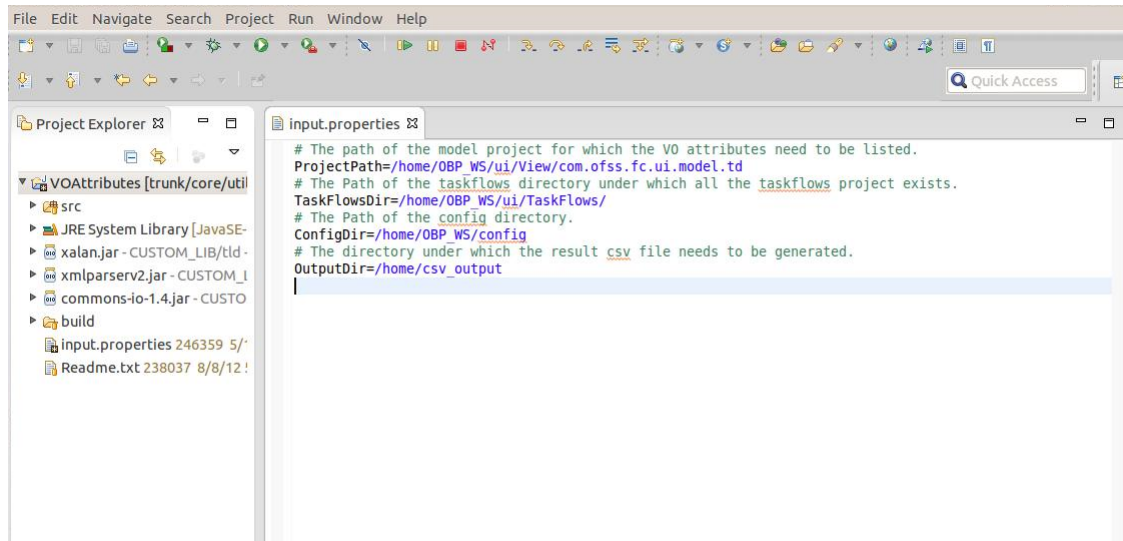 File Edit Navigate Search Project Run Window Help
Quick Access
Project Explorer
VOAttributes [trunk/core/util
src
JRE System Library [JavaSE-
xalan.jar - CUSTOM_LIB/tld -
xmlparserv2.jar - CUSTOM_L
commons-io-1.4.jar - CUSTO
build
input.properties 246359 5/1
Readme.txt 238037 8/8/12 5
input.properties
# The path of the model project for which the VO attributes need to be listed.
ProjectPath=/home/OBP_WS/ui/View/com.ofss.fc.ui.model.td
# The Path of the taskflows directory under which all the taskflows project exists.
TaskFlowsDir=/home/OBP_WS/ui/TaskFlows/
# The Path of the config directory.
ConfigDir=/home/OBP_WS/config
# The directory under which the result csv file needs to be generated.
OutputDir=/home/csv_output